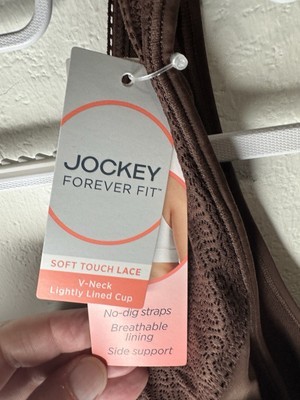 JOCKEY
FOREVER FIT™
SOFT TOUCH LACE
V-Neck
Lightly Lined Cup
No-dig straps
Breathable
lining
Side support